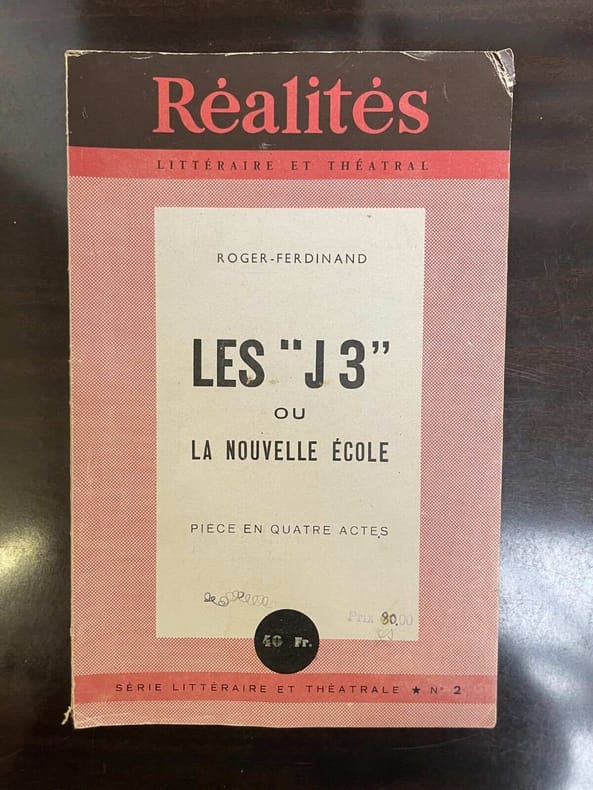 Réalités
LITTÉRAIRE ET THÉATRAL
ROGER-FERDINAND
LES "J 3"
OU
LA NOUVELLE ÉCOLE
PIÈCE EN QUATRE ACTES
Prix 80.00
40 Fr.
SÉRIE LITTÉRAIRE ET THÉATRALE ★ N° 2